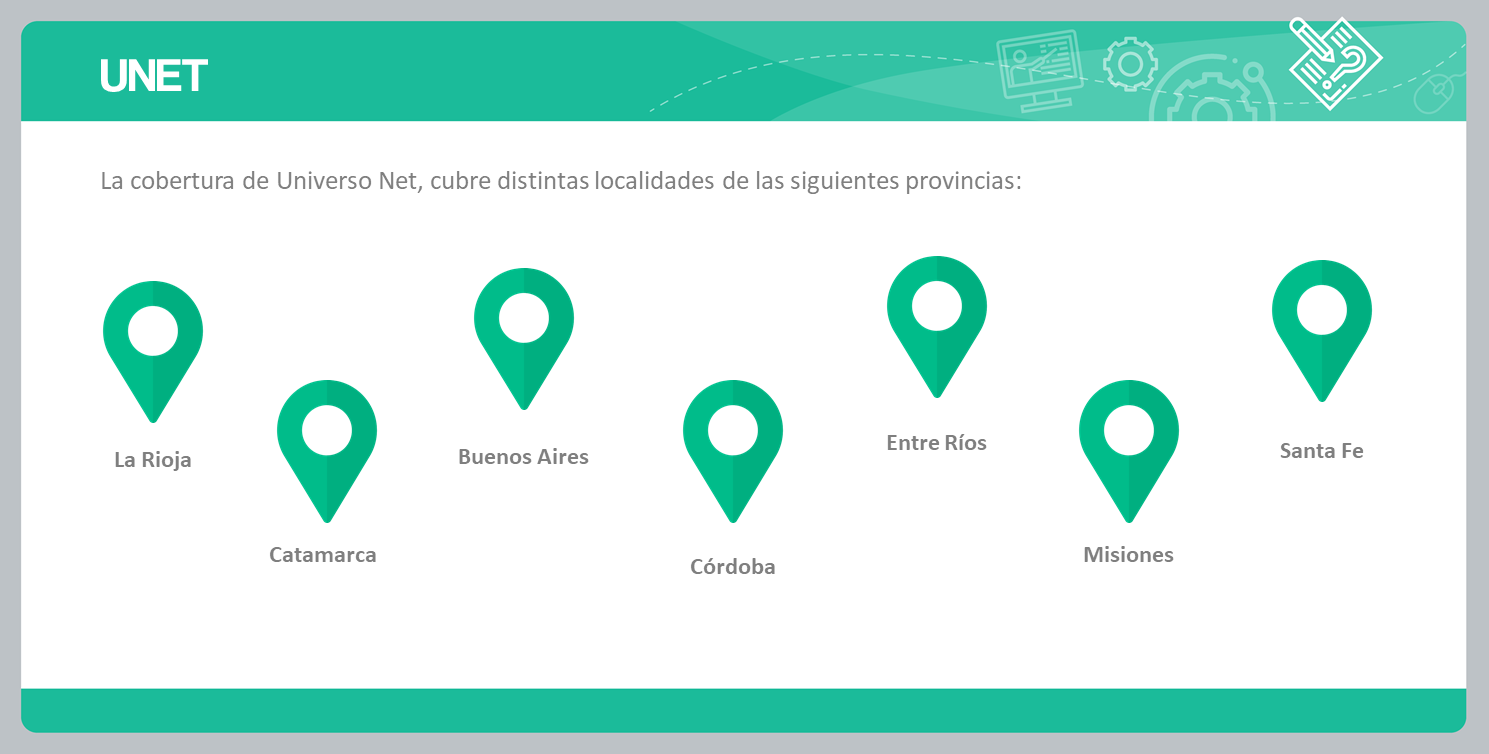 UNET
La cobertura de Universo Net, cubre distintas localidades de las siguientes provincias:
La Rioja
Catamarca
Buenos Aires
Córdoba
Entre Ríos
Misiones
Santa Fe